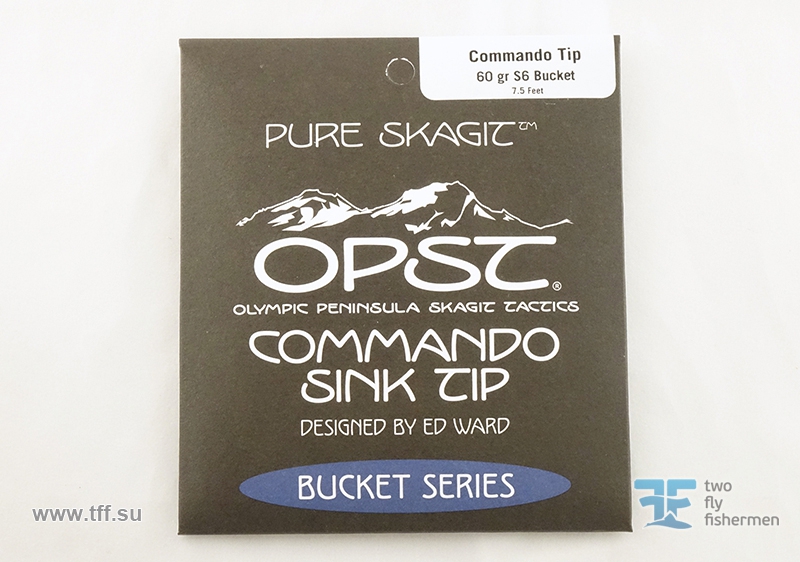 Commando Tip
60 gr S6 Bucket
7.5 Feet
PURE SKAGIT™
OPST®
OLYMPIC PENINSULA SKAGIT TACTICS
COMMANDO
SINK TIP
DESIGNED BY ED WARD
BUCKET SERIES
www.tff.su
two
fly
fishermen